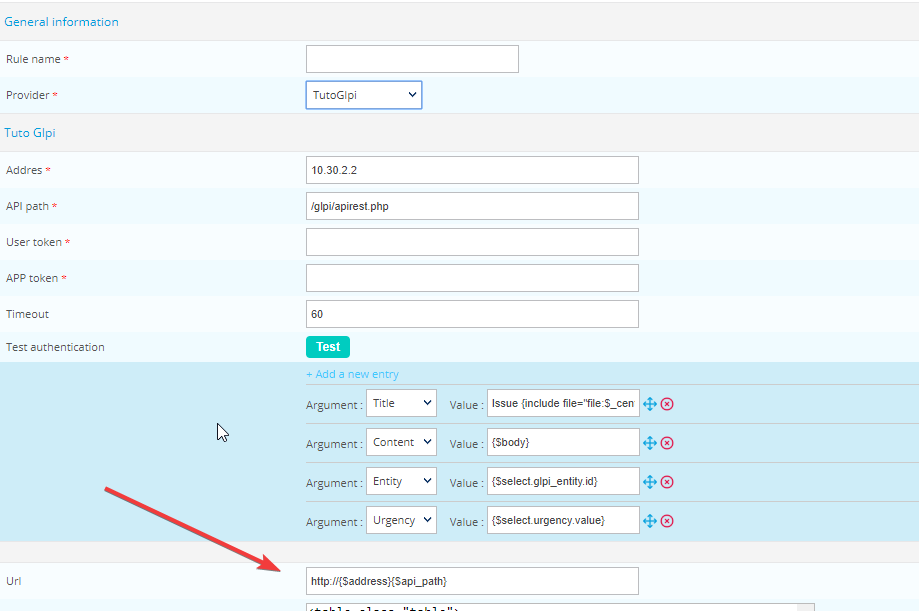 General information
Rule name *
Provider * TutoGlpi
Tuto Glpi
Addres * 10.30.2.2
API path * /glpi/apirest.php
User token *
APP token *
Timeout 60
Test authentication Test
+ Add a new entry
Argument : Title Value : Issue {include file="file:$_cen
Argument : Content Value : {$body}
Argument : Entity Value : {$select.glpi_entity.id}
Argument : Urgency Value : {$select.urgency.value}
Url http://{$address}{$api_path}
<table class="table">